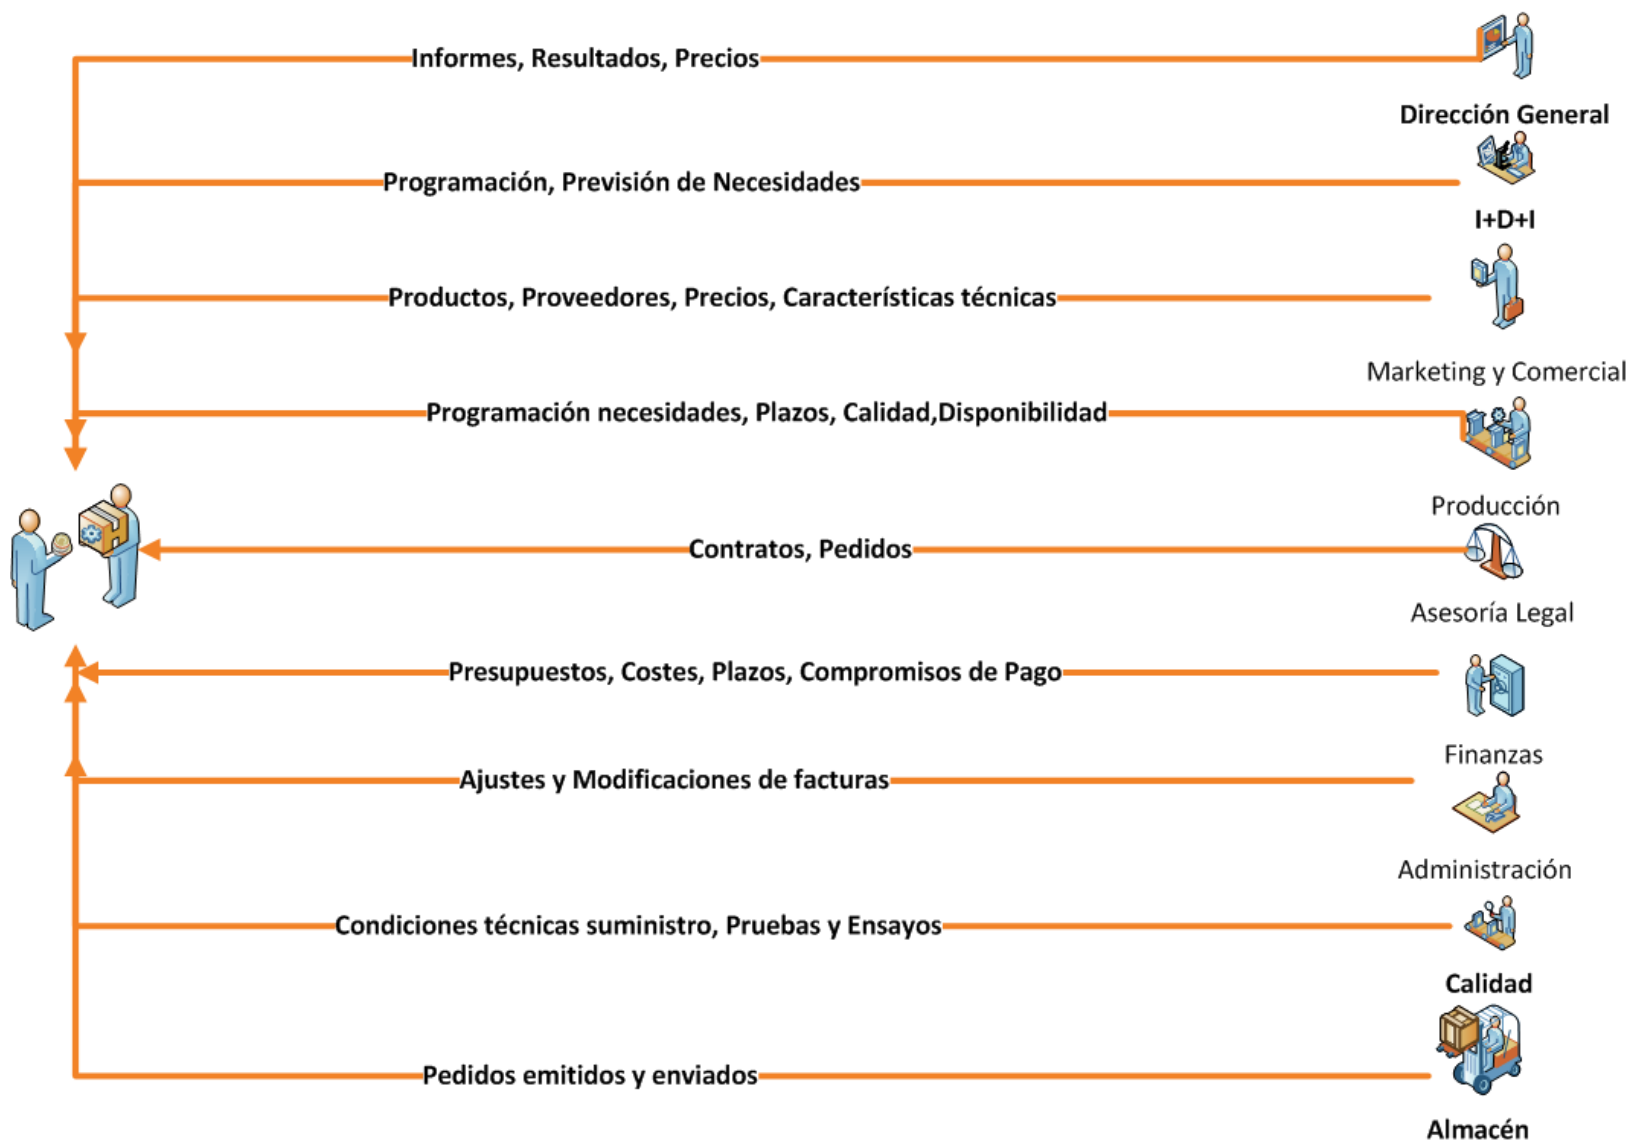 Informes, Resultados, Precios
Dirección General
Programación, Previsión de Necesidades
I+D+I
Productos, Proveedores, Precios, Características técnicas
Marketing y Comercial
Programación necesidades, Plazos, Calidad,Disponibilidad
Producción
Contratos, Pedidos
Asesoría Legal
Presupuestos, Costes, Plazos, Compromisos de Pago
Finanzas
Ajustes y Modificaciones de facturas
Administración
Condiciones técnicas suministro, Pruebas y Ensayos
Calidad
Pedidos emitidos y enviados
Almacén